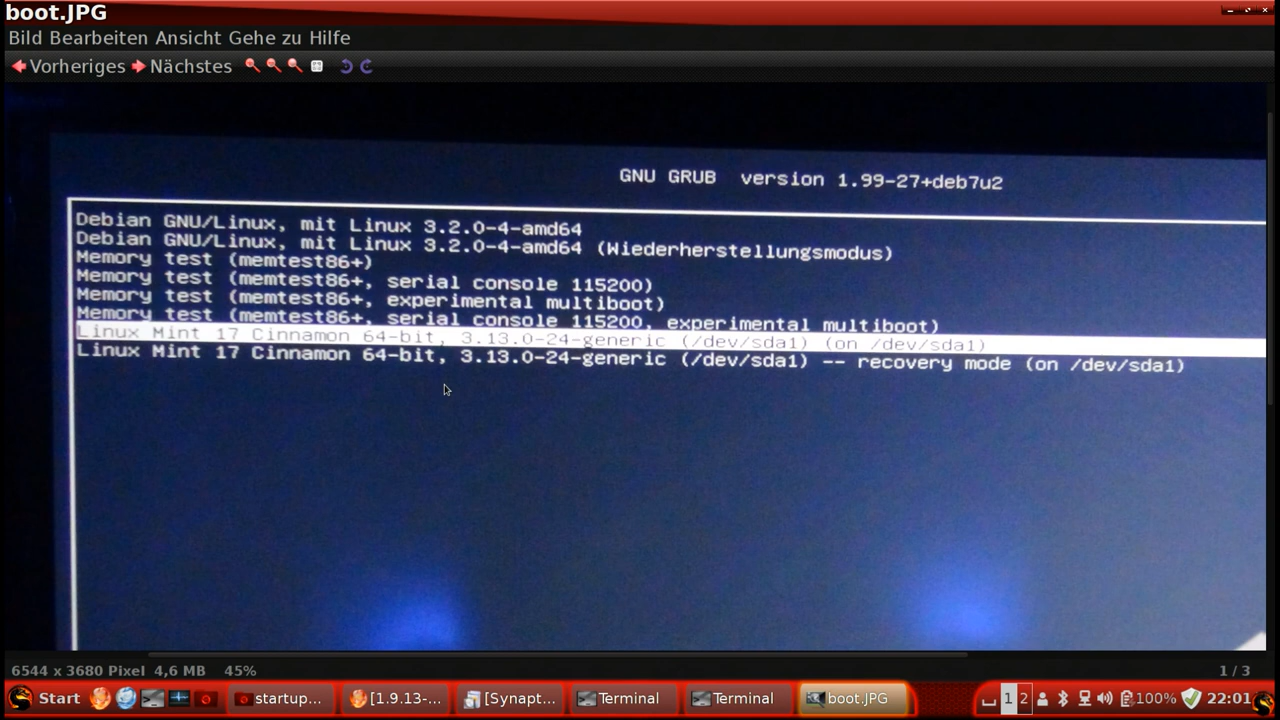 boot.JPG
Bild Bearbeiten Ansicht Gehe zu Hilfe
Vorheriges Nächstes
GNU GRUB version 1.99-27+deb7u2
Debian GNU/Linux, mit Linux 3.2.0-4-amd64
Debian GNU/Linux, mit Linux 3.2.0-4-amd64 (Wiederherstellungsmodus)
Memory test (memtest86+)
Memory test (memtest86+, serial console 115200)
Memory test (memtest86+, experimental multiboot)
Memory test (memtest86+, serial console 115200, experimental multiboot)
Linux Mint 17 Cinnamon 64-bit, 3.13.0-24-generic (/dev/sda1) (on /dev/sda1)
Linux Mint 17 Cinnamon 64-bit, 3.13.0-24-generic (/dev/sda1) -- recovery mode (on /dev/sda1)
6544 x 3680 Pixel 4,6 MB 45% 1 / 3
Start startup... [1.9.13-... [Synapt... Terminal Terminal boot.JPG 1 2 100% 22:01